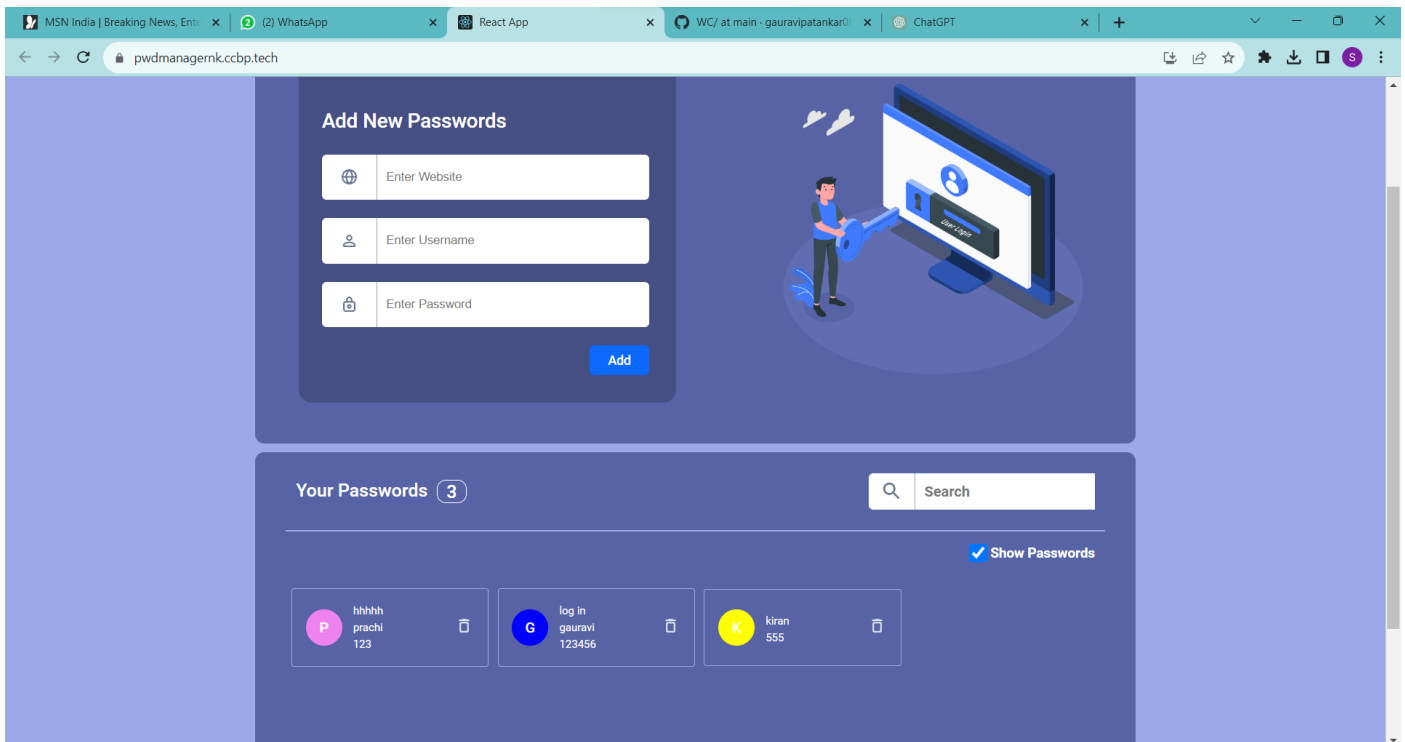 MSN India | Breaking News, Ente
(2) WhatsApp
React App
WC/ at main · gauravipatankar0
ChatGPT
pwdmanagernk.ccbp.tech
S
Add New Passwords
Enter Website
Enter Username
Enter Password
Add
User Login
Your Passwords 3
Search
Show Passwords
P
hhhhh
prachi
123
G
log in
gauravi
123456
K
kiran
555